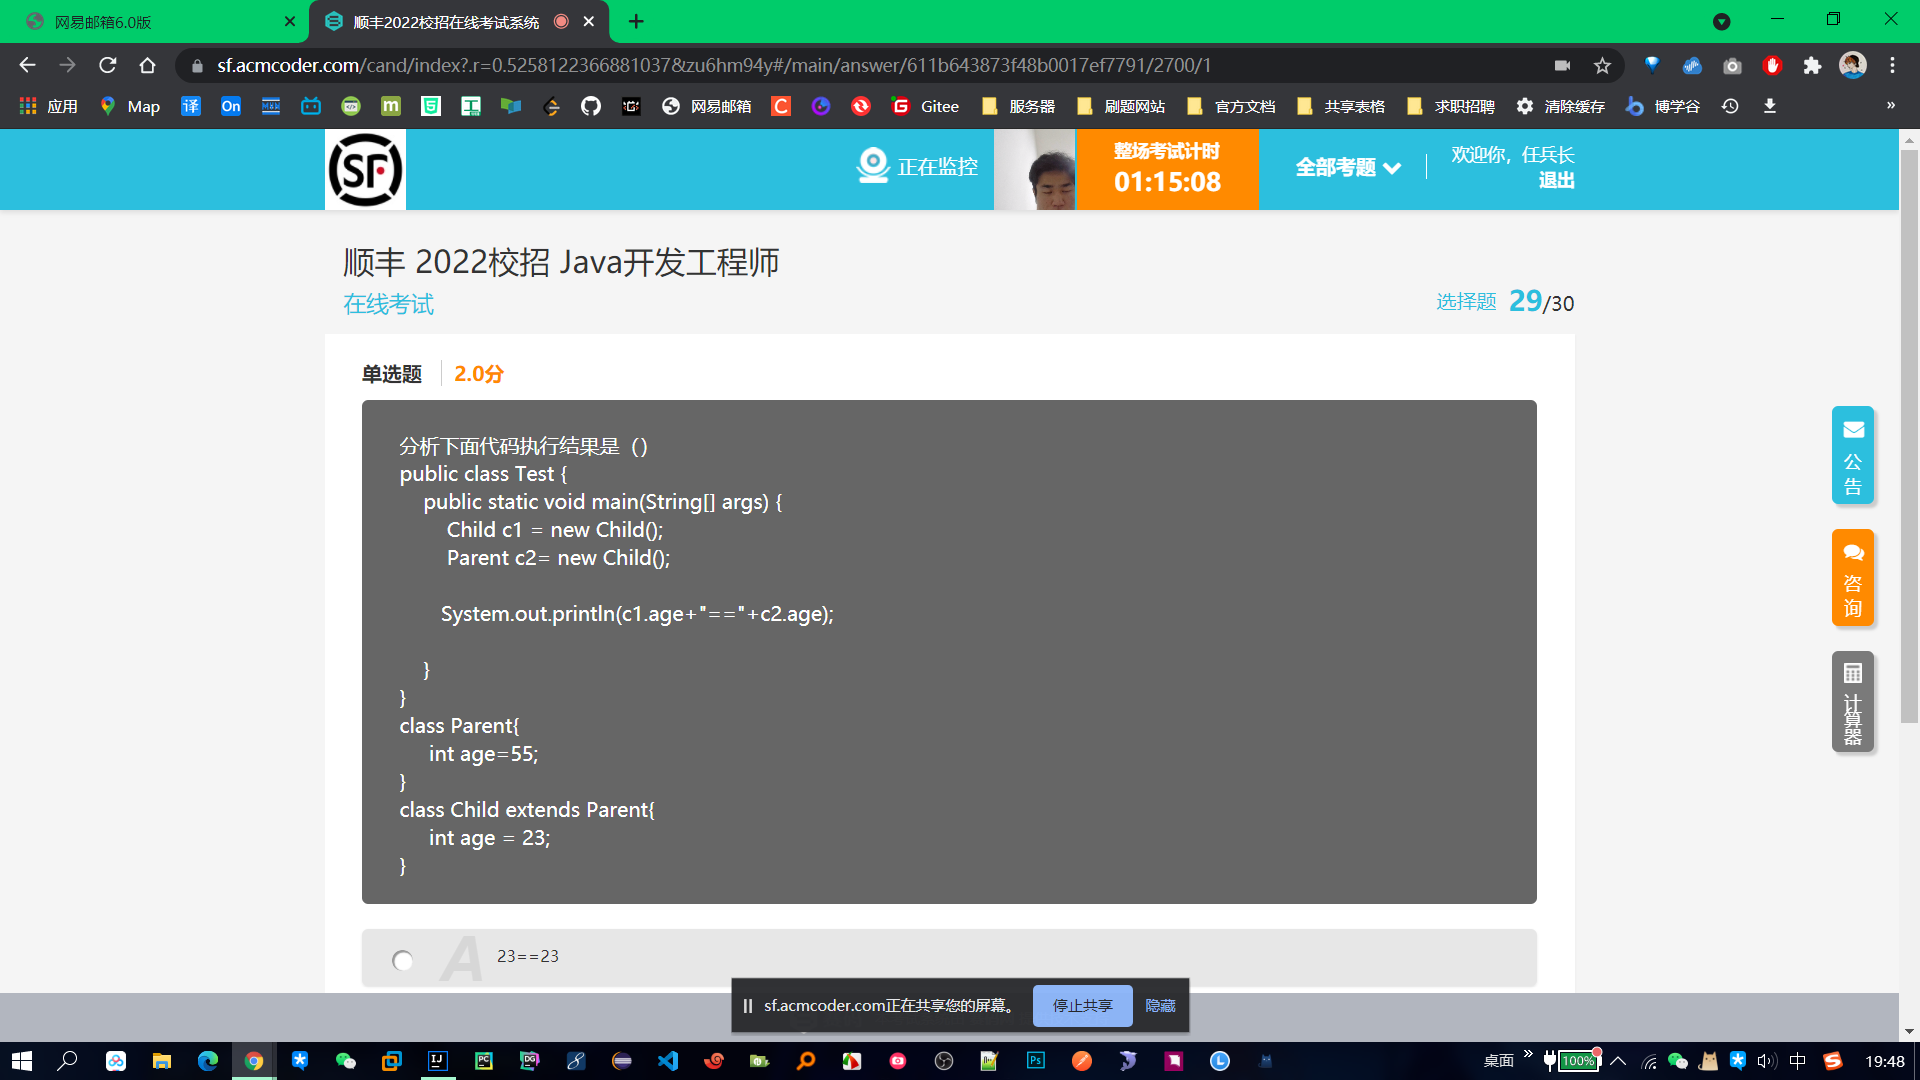 网易邮箱6.0版
顺丰2022校招在线考试系统
sf.acmcoder.com/cand/index?.r=0.5258122366881037&zu6hm94y#/main/answer/611b643873f48b0017ef7791/2700/1
应用
Map
译
On
m
工
C
网易邮箱
Gitee
服务器
刷题网站
官方文档
共享表格
求职招聘
清除缓存
博学谷
»
SF
正在监控
整场考试计时
01:15:08
全部考题
欢迎你，任兵长
退出
顺丰 2022校招 Java开发工程师
在线考试
选择题 29/30
单选题
2.0分
分析下面代码执行结果是（）
public class Test {
public static void main(String[] args) {
Child c1 = new Child();
Parent c2= new Child();
System.out.println(c1.age+"=="+c2.age);
}
}
class Parent{
int age=55;
}
class Child extends Parent{
int age = 23;
}
A
23==23
公告
咨询
计算器
sf.acmcoder.com正在共享您的屏幕。
停止共享
隐藏
IJ
PC
DG
Ps
L
桌面
»
100%
中
S
19:48